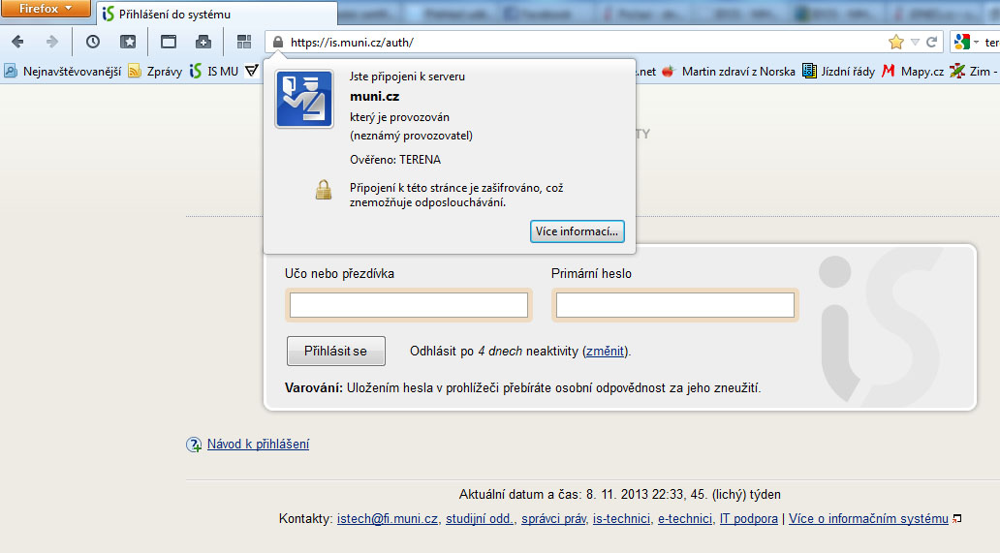 Firefox
Přihlášení do systému
https://is.muni.cz/auth/
Nejnavštěvovanější
Zprávy
IS MU
.net
Martin zdraví z Norska
Jízdní řády
Mapy.cz
Zim -
Jste připojeni k serveru
muni.cz
který je provozován
(neznámý provozovatel)
Ověřeno: TERENA
Připojení k této stránce je zašifrováno, což
znemožňuje odposlouchávání.
Více informací...
TY
Učo nebo přezdívka
Primární heslo
Přihlásit se
Odhlásit po 4 dnech neaktivity (změnit).
Varování: Uložením hesla v prohlížeči přebíráte osobní odpovědnost za jeho zneužití.
iS
Návod k přihlášení
Aktuální datum a čas: 8. 11. 2013 22:33, 45. (lichý) týden
Kontakty: istech@fi.muni.cz, studijní odd., správci práv, is-technici, e-technici, IT podpora | Více o informačním systému